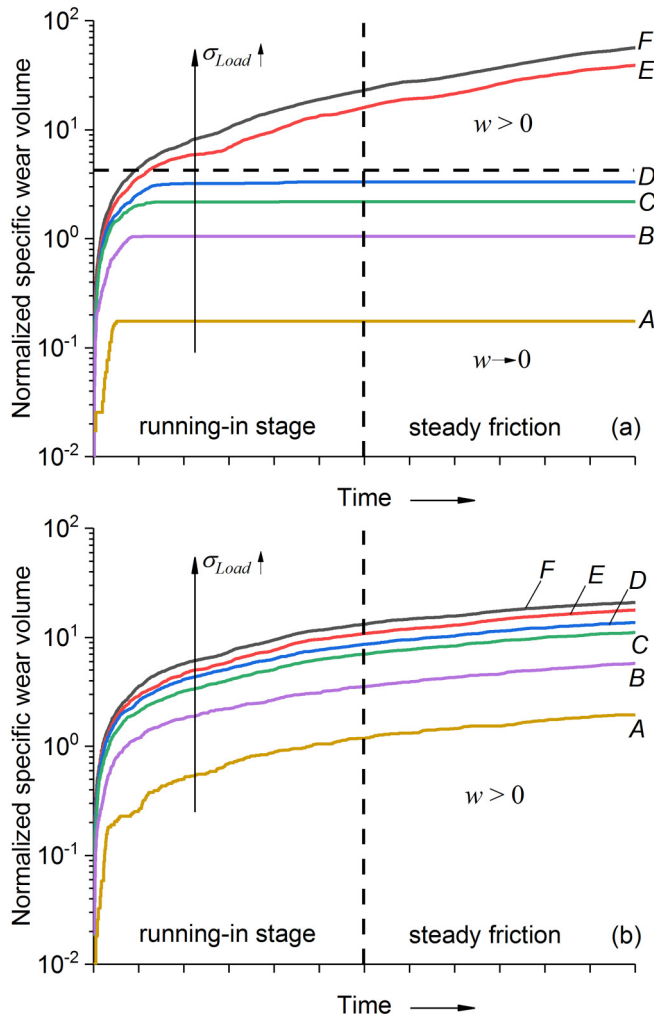 10²
σLoad ↑
F
E
10¹
w > 0
D
C
10⁰
B
A
10⁻¹
w→0
running-in stage
steady friction
(a)
10⁻²
Normalized specific wear volume
Time
10²
σLoad ↑
F
E
D
10¹
C
B
10⁰
A
w > 0
10⁻¹
running-in stage
steady friction
(b)
10⁻²
Normalized specific wear volume
Time